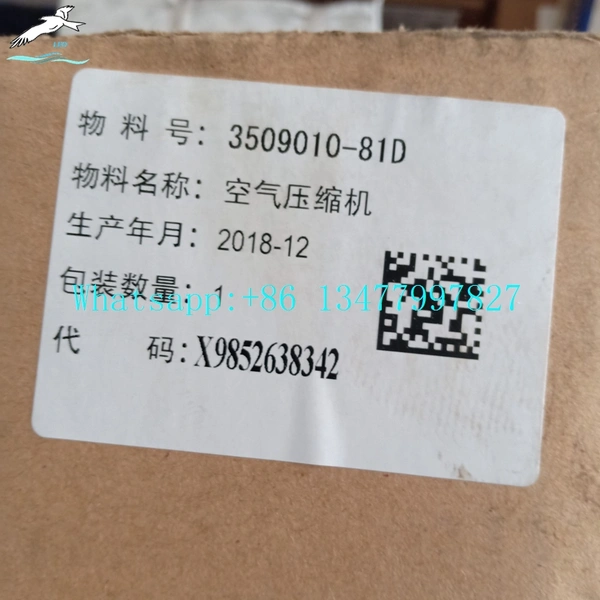 物料号：3509010-81D
物料名称：空气压缩机
生产年月：2018-12
包装数量：1
Whatsapp:+86 13477997827
代码：X9852638342